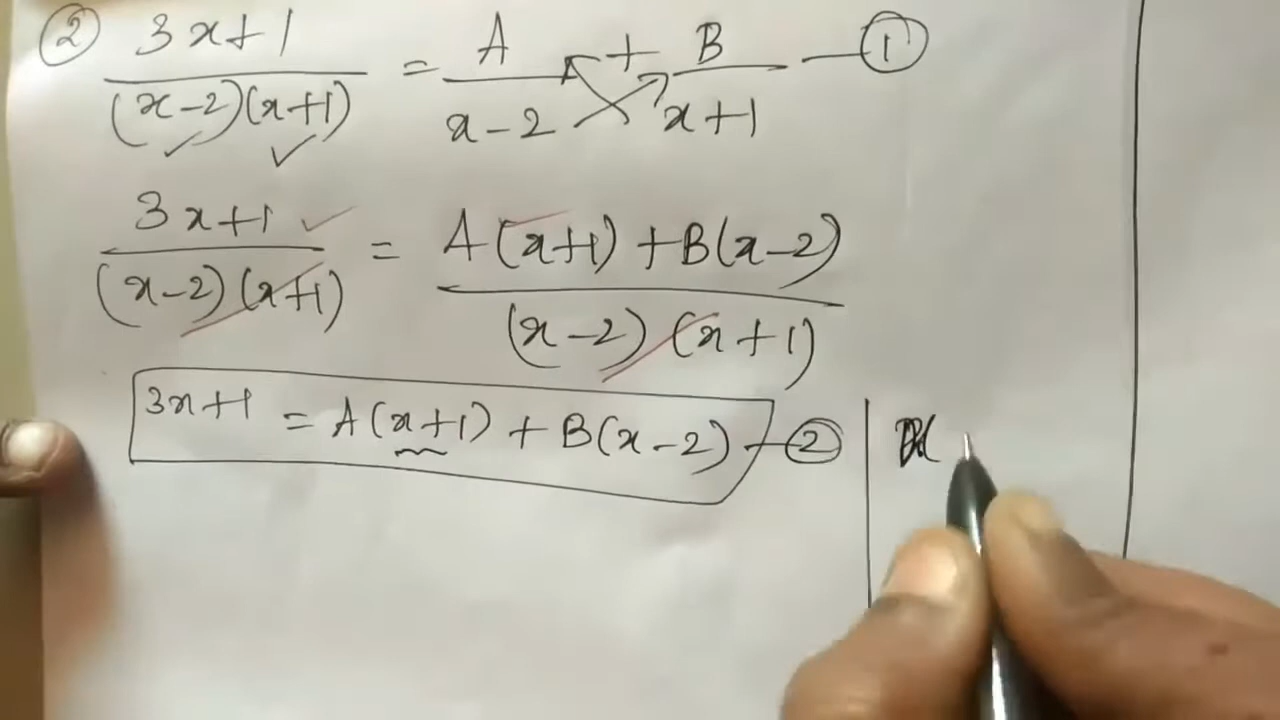 ② 3x+1 / (x-2)(x+1) = A / x-2 + B / x+1 — ①
3x+1 / (x-2)(x+1) = A(x+1) + B(x-2) / (x-2)(x+1)
3x+1 = A(x+1) + B(x-2) — ②